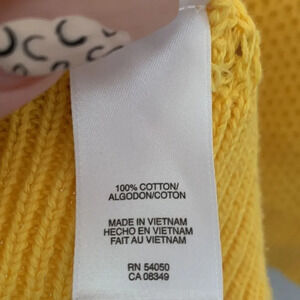 100% COTTON/
ALGODON/COTON
MADE IN VIETNAM
HECHO EN VIETNAM
FAIT AU VIETNAM
RN 54050
CA 08349